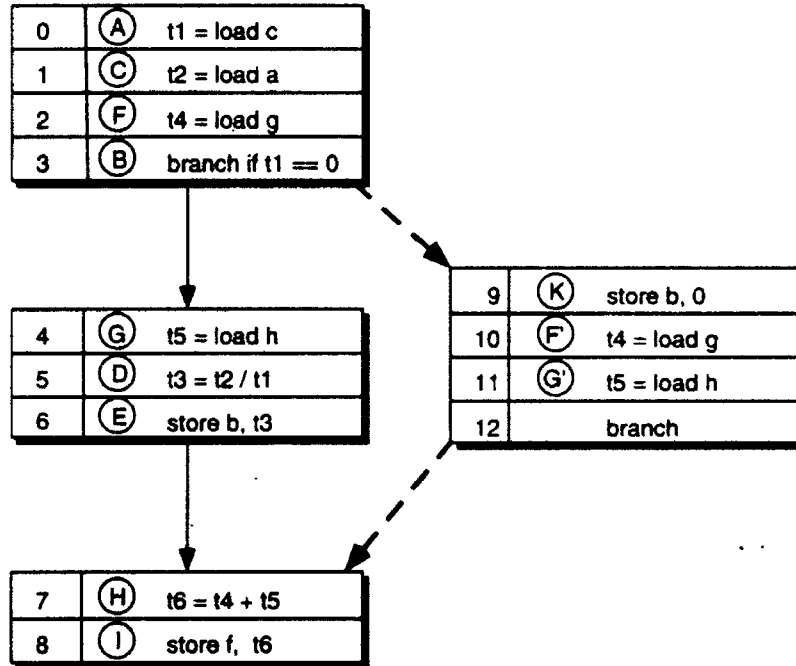 0 A t1 = load c
1 C t2 = load a
2 F t4 = load g
3 B branch if t1 == 0
4 G t5 = load h
5 D t3 = t2 / t1
6 E store b, t3
9 K store b, 0
10 F' t4 = load g
11 G' t5 = load h
12 branch
7 H t6 = t4 + t5
8 I store f, t6